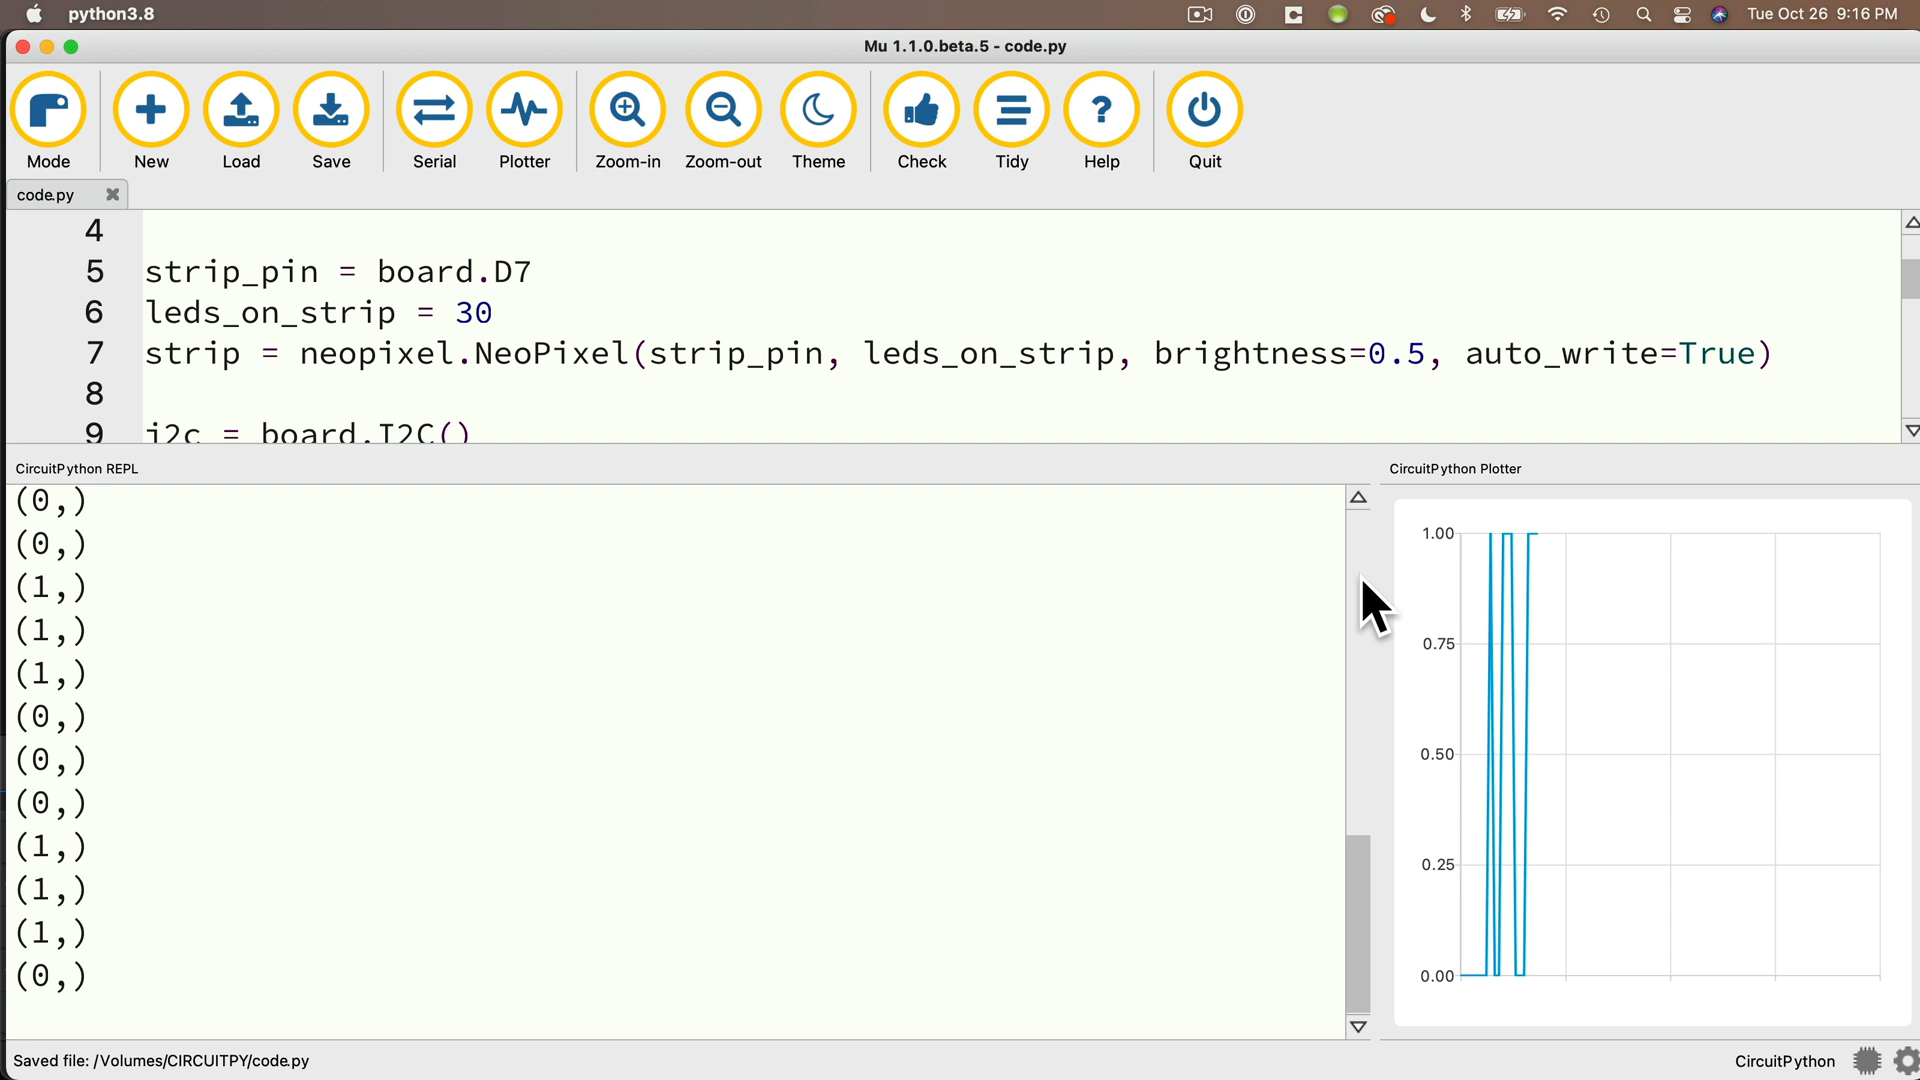 python3.8
Tue Oct 26 9:16 PM
Mu 1.1.0.beta.5 - code.py
Mode New Load Save Serial Plotter Zoom-in Zoom-out Theme Check Tidy Help Quit
code.py
4
5 strip_pin = board.D7
6 leds_on_strip = 30
7 strip = neopixel.NeoPixel(strip_pin, leds_on_strip, brightness=0.5, auto_write=True)
8
9 i2c = board.I2C()
CircuitPython REPL
(0,)
(0,)
(1,)
(1,)
(1,)
(0,)
(0,)
(0,)
(1,)
(1,)
(1,)
(0,)
CircuitPython Plotter
1.00
0.75
0.50
0.25
0.00
Saved file: /Volumes/CIRCUITPY/code.py
CircuitPython